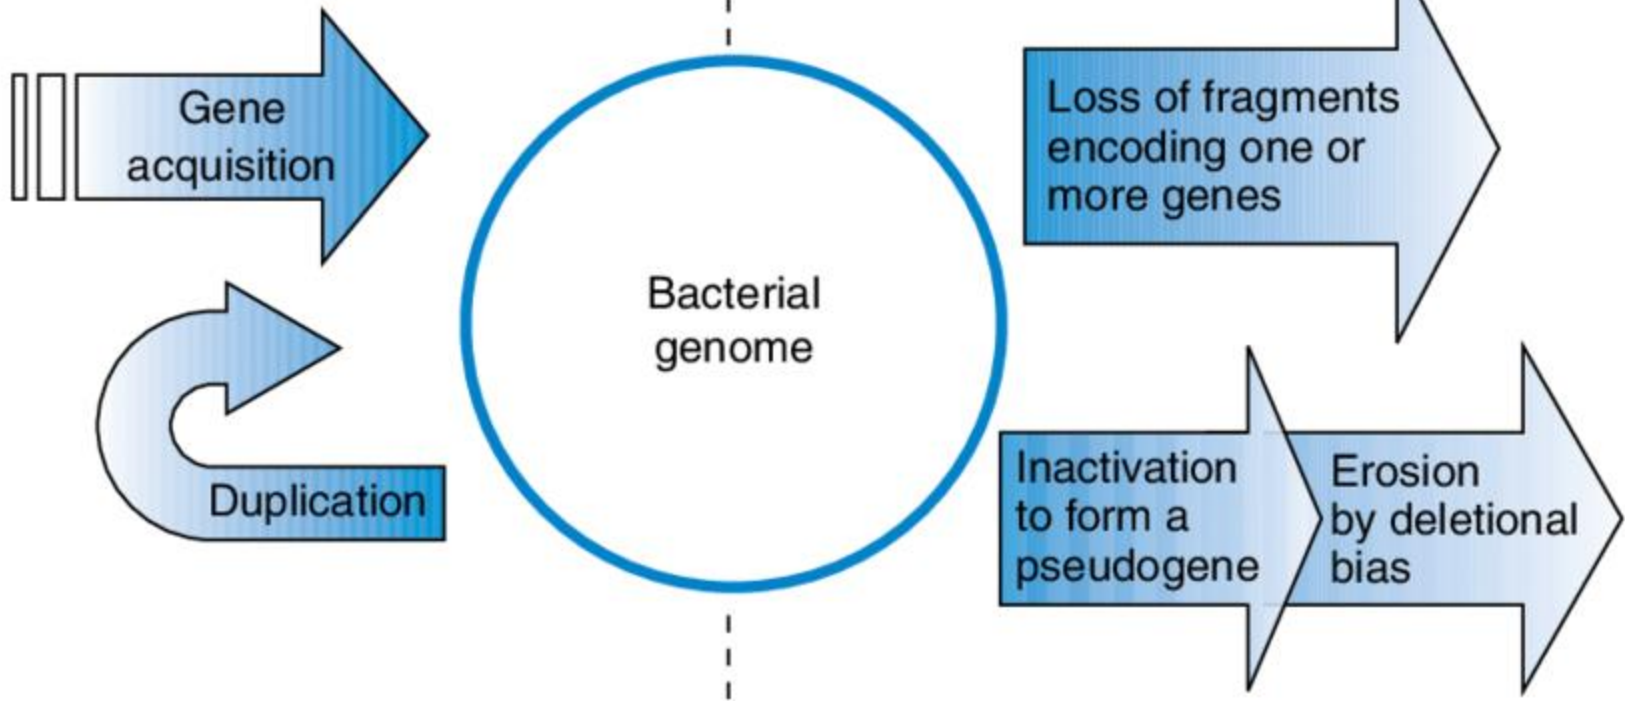 Gene
acquisition
Duplication
Bacterial
genome
Loss of fragments
encoding one or
more genes
Inactivation
to form a
pseudogene
Erosion
by deletional
bias